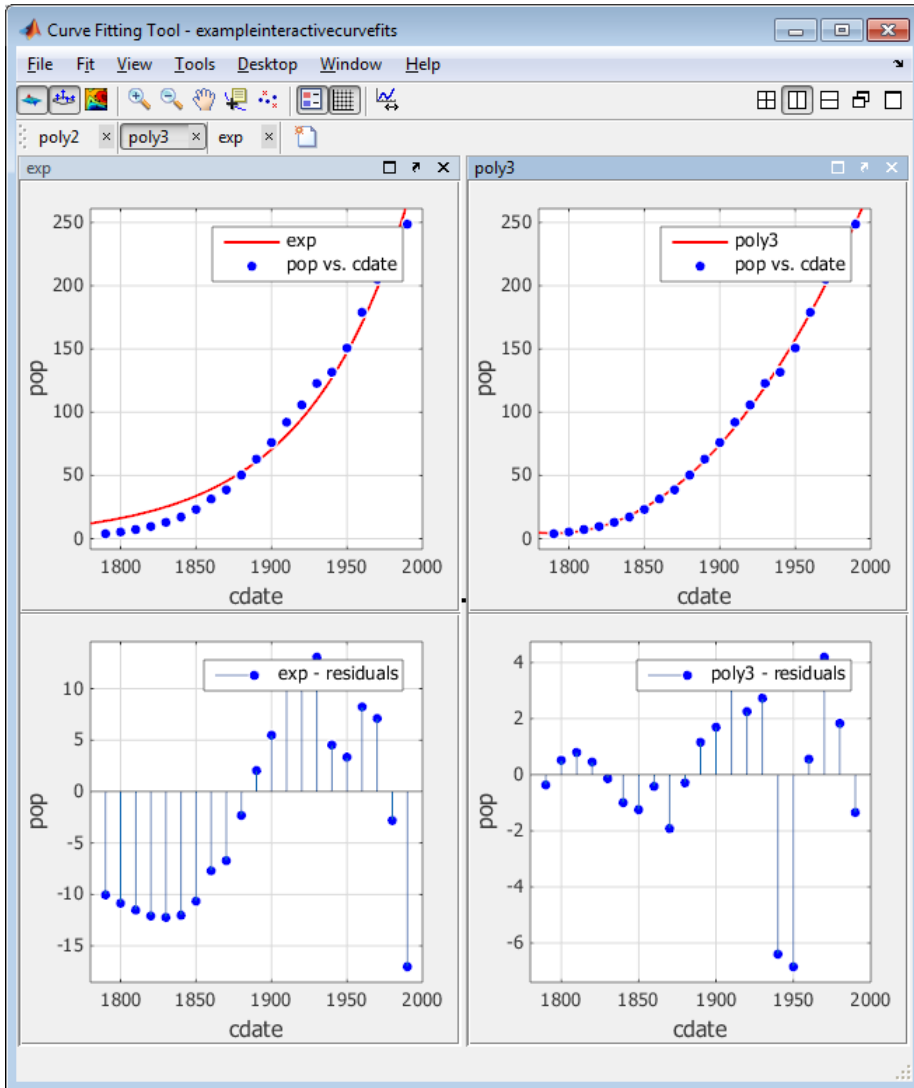 Curve Fitting Tool - exampleinteractivecurvefits
File Fit View Tools Desktop Window Help
poly2 poly3 exp
exp
250
200
150
100
50
0
pop
exp
pop vs. cdate
1800 1850 1900 1950 2000
cdate
poly3
250
200
150
100
50
0
pop
poly3
pop vs. cdate
1800 1850 1900 1950 2000
cdate
10
5
0
-5
-10
-15
pop
exp - residuals
1800 1850 1900 1950 2000
cdate
4
2
0
-2
-4
-6
pop
poly3 - residuals
1800 1850 1900 1950 2000
cdate